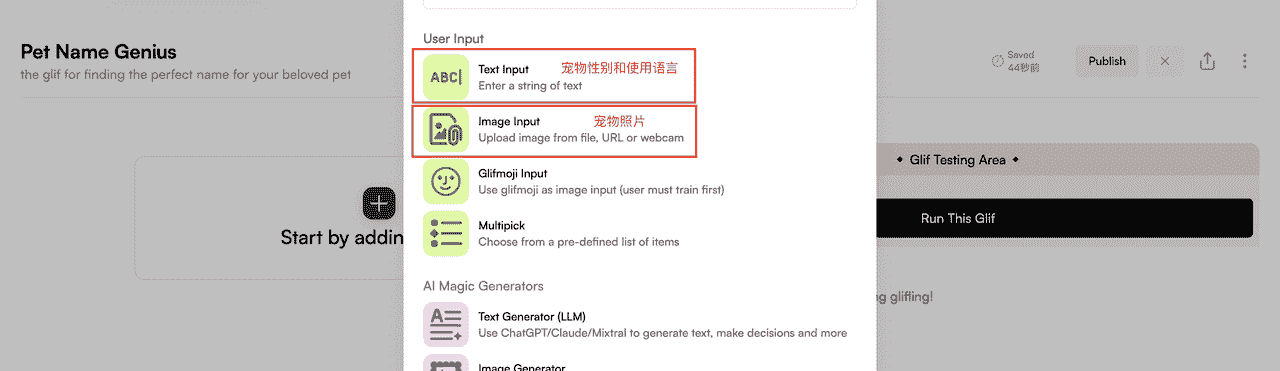 User Input
Pet Name Genius
the glif for finding the perfect name for your beloved pet
Saved
44秒前
Publish
ABC
Text Input 宠物性别和使用语言
Enter a string of text
Image Input 宠物照片
Upload image from file, URL or webcam
Glifmoji Input
Use glifmoji as image input (user must train first)
Multipick
Choose from a pre-defined list of items
Start by addin
Glif Testing Area
Run This Glif
ng glifling!
AI Magic Generators
Text Generator (LLM)
Use ChatGPT/Claude/Mixtral to generate text, make decisions and more
Image Generator